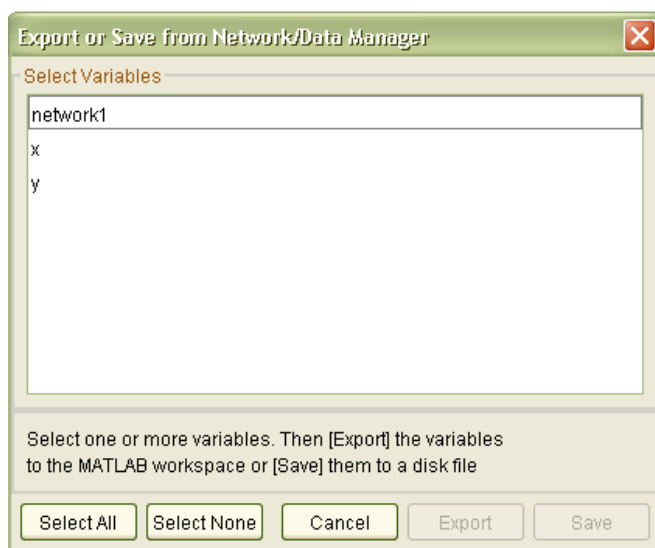 Export or Save from Network/Data Manager
Select Variables
network1
x
y
Select one or more variables. Then [Export] the variables
to the MATLAB workspace or [Save] them to a disk file
Select All Select None Cancel Export Save